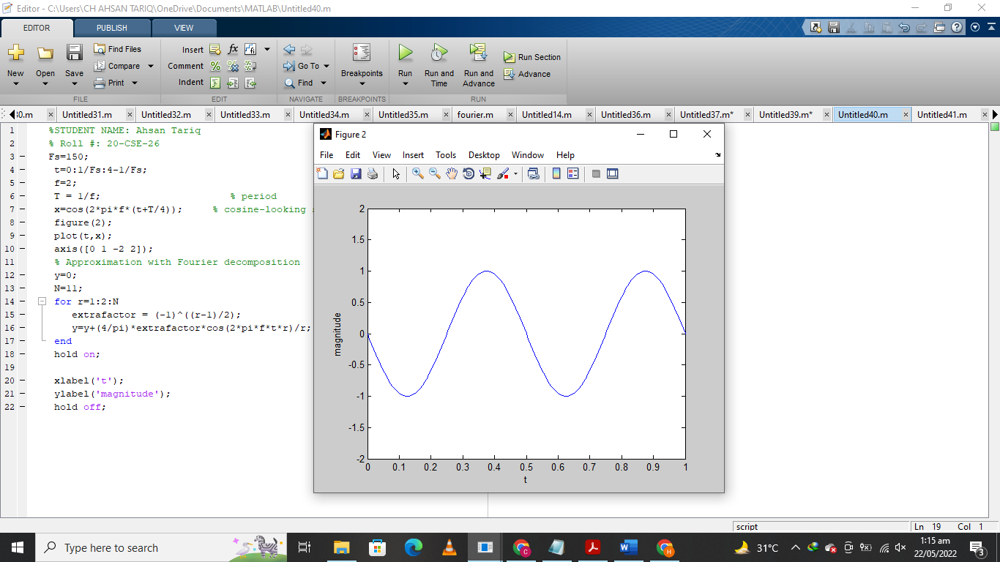 Editor - C:\Users\CH AHSAN TARIQ\OneDrive\Documents\MATLAB\Untitled40.m
EDITOR PUBLISH VIEW
New Open Save Find Files Compare Print
FILE
Insert fx
Comment
Indent
EDIT
Go To
Find
NAVIGATE
Breakpoints
BREAKPOINTS
Run Run and Time Run and Advance Run Section Advance
RUN
30.m Untitled31.m Untitled32.m Untitled33.m Untitled34.m Untitled35.m fourier.m Untitled14.m Untitled36.m Untitled37.m* Untitled39.m* Untitled40.m Untitled41.m
1 %STUDENT NAME: Ahsan Tariq
2 % Roll #: 20-CSE-26
3 Fs=150;
4 t=0:1/Fs:4-1/Fs;
5 f=2;
6 T = 1/f; % period
7 x=cos(2*pi*f*(t+T/4)); % cosine-looking
8 figure(2);
9 plot(t,x);
10 axis([0 1 -2 2]);
11 % Approximation with Fourier decomposition
12 y=0;
13 N=11;
14 for r=1:2:N
15 extrafactor = (-1)^((r-1)/2);
16 y=y+(4/pi)*extrafactor*cos(2*pi*f*t*r)/r;
17 end
18 hold on;
19
20 xlabel('t');
21 ylabel('magnitude');
22 hold off;
Figure 2
File Edit View Insert Tools Desktop Window Help
2
1.5
1
0.5
0
-0.5
-1
-1.5
-2
magnitude
0 0.1 0.2 0.3 0.4 0.5 0.6 0.7 0.8 0.9 1
t
script Ln 19 Col 1
Type here to search
31°C
1:15 am
22/05/2022
3